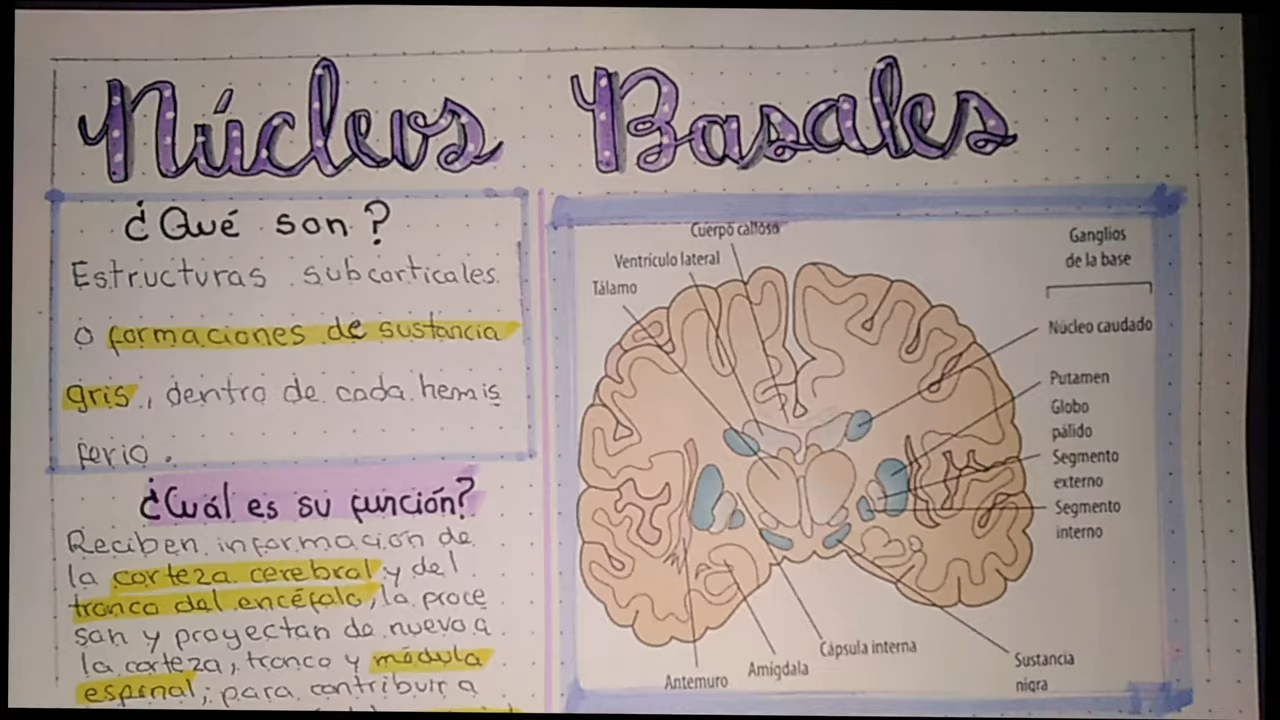 Núcleos Basales
¿Qué son?
Estructuras subcorticales
o formaciones de sustancia
gris, dentro de cada hemis
ferio.
¿Cuál es su función?
Reciben información de
la corteza cerebral y del
tronco del encéfalo, la proce
san y proyectan de nuevo a
la corteza, tronco y médula
espinal; para contribuir a
Cuerpo calloso
Ventrículo lateral
Tálamo
Ganglios
de la base
Núcleo caudado
Putamen
Globo
pálido
Segmento
externo
Segmento
interno
Cápsula interna
Amígdala
Antemuro
Sustancia
nigra